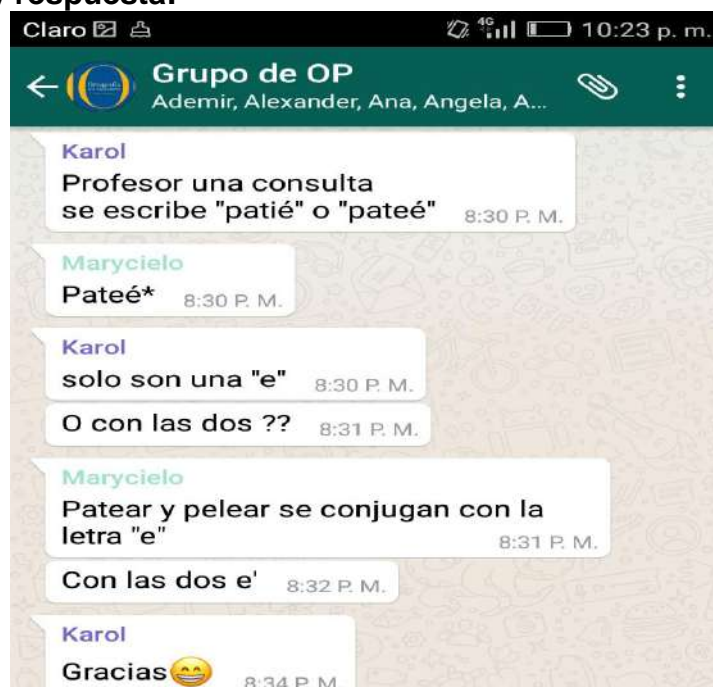 respuesta.
Claro 4G 10:23 p. m.
Grupo de OP
Ademir, Alexander, Ana, Angela, A...
Karol
Profesor una consulta
se escribe "patié" o "pateé" 8:30 P. M.
Marycielo
Pateé* 8:30 P. M.
Karol
solo son una "e" 8:30 P. M.
O con las dos ?? 8:31 P. M.
Marycielo
Patear y pelear se conjugan con la
letra "e" 8:31 P. M.
Con las dos e' 8:32 P. M.
Karol
Gracias😁 8:34 P. M.